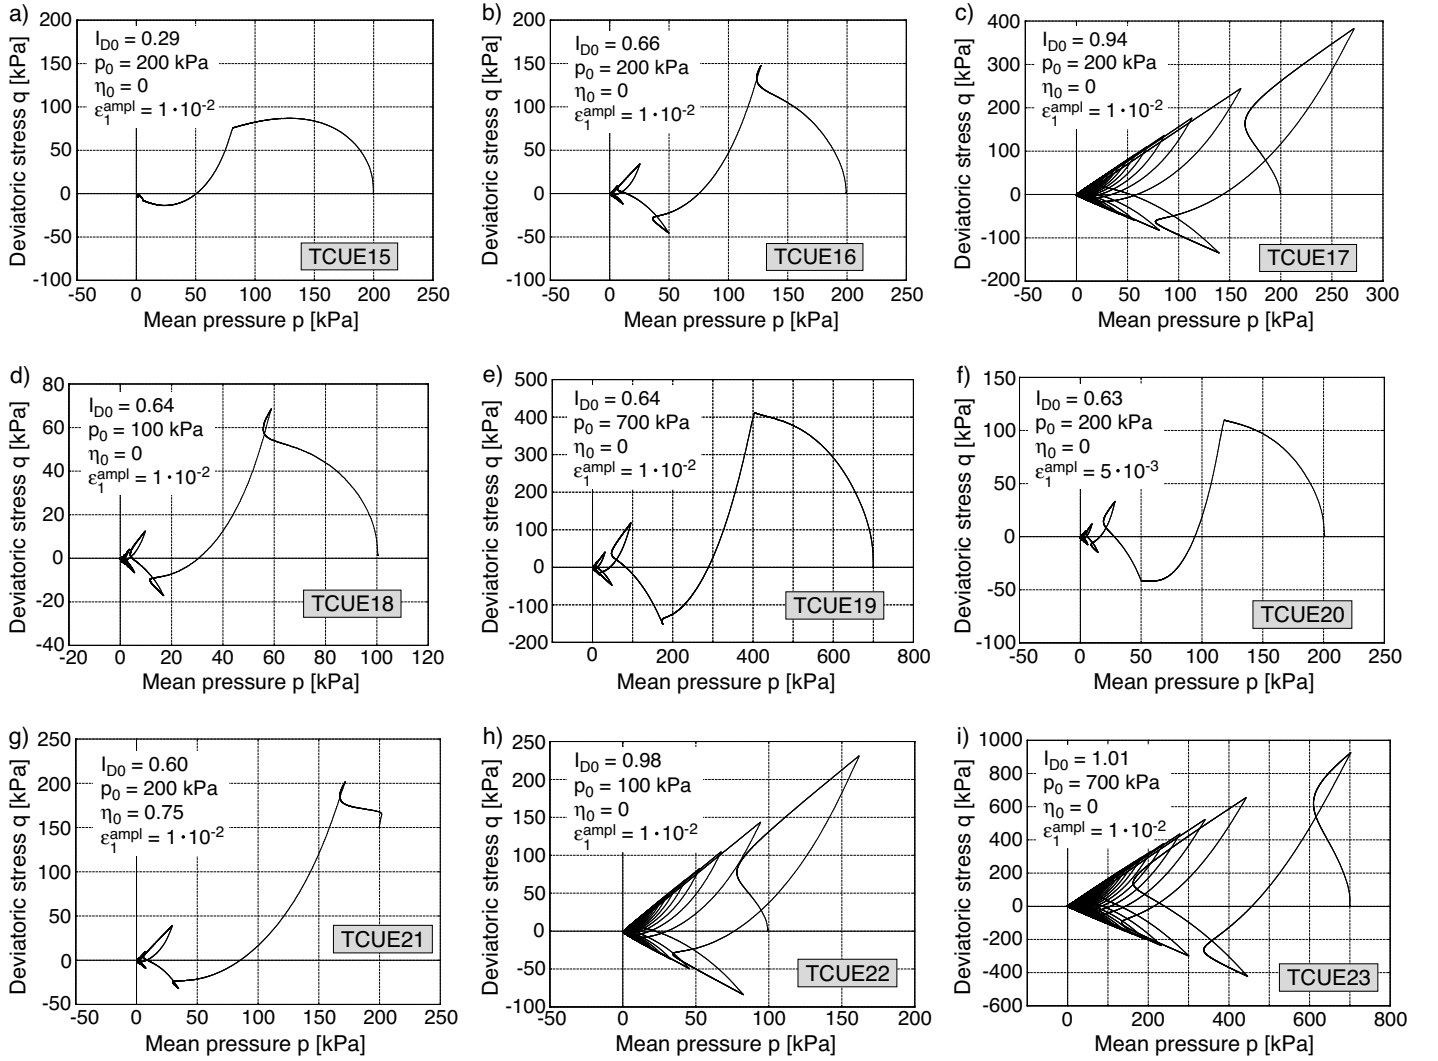 a)
Deviatoric stress q [kPa]
200
150
100
50
0
-50
-100
I_D0 = 0.29
p_0 = 200 kPa
η_0 = 0
ε_1^ampl = 1·10^-2
TCUE15
-50 0 50 100 150 200 250
Mean pressure p [kPa]
b)
Deviatoric stress q [kPa]
200
150
100
50
0
-50
-100
I_D0 = 0.66
p_0 = 200 kPa
η_0 = 0
ε_1^ampl = 1·10^-2
TCUE16
-50 0 50 100 150 200 250
Mean pressure p [kPa]
c)
Deviatoric stress q [kPa]
400
300
200
100
0
-100
-200
I_D0 = 0.94
p_0 = 200 kPa
η_0 = 0
ε_1^ampl = 1·10^-2
TCUE17
-50 0 50 100 150 200 250 300
Mean pressure p [kPa]
d)
Deviatoric stress q [kPa]
80
60
40
20
0
-20
-40
I_D0 = 0.64
p_0 = 100 kPa
η_0 = 0
ε_1^ampl = 1·10^-2
TCUE18
-20 0 20 40 60 80 100 120
Mean pressure p [kPa]
e)
Deviatoric stress q [kPa]
500
400
300
200
100
0
-100
-200
I_D0 = 0.64
p_0 = 700 kPa
η_0 = 0
ε_1^ampl = 1·10^-2
TCUE19
0 200 400 600 800
Mean pressure p [kPa]
f)
Deviatoric stress q [kPa]
150
100
50
0
-50
-100
I_D0 = 0.63
p_0 = 200 kPa
η_0 = 0
ε_1^ampl = 5·10^-3
TCUE20
-50 0 50 100 150 200 250
Mean pressure p [kPa]
g)
Deviatoric stress q [kPa]
250
200
150
100
50
0
-50
I_D0 = 0.60
p_0 = 200 kPa
η_0 = 0.75
ε_1^ampl = 1·10^-2
TCUE21
-50 0 50 100 150 200 250
Mean pressure p [kPa]
h)
Deviatoric stress q [kPa]
250
200
150
100
50
0
-50
-100
I_D0 = 0.98
p_0 = 100 kPa
η_0 = 0
ε_1^ampl = 1·10^-2
TCUE22
-50 0 50 100 150 200
Mean pressure p [kPa]
i)
Deviatoric stress q [kPa]
1000
800
600
400
200
0
-200
-400
-600
I_D0 = 1.01
p_0 = 700 kPa
η_0 = 0
ε_1^ampl = 1·10^-2
TCUE23
0 200 400 600 800
Mean pressure p [kPa]